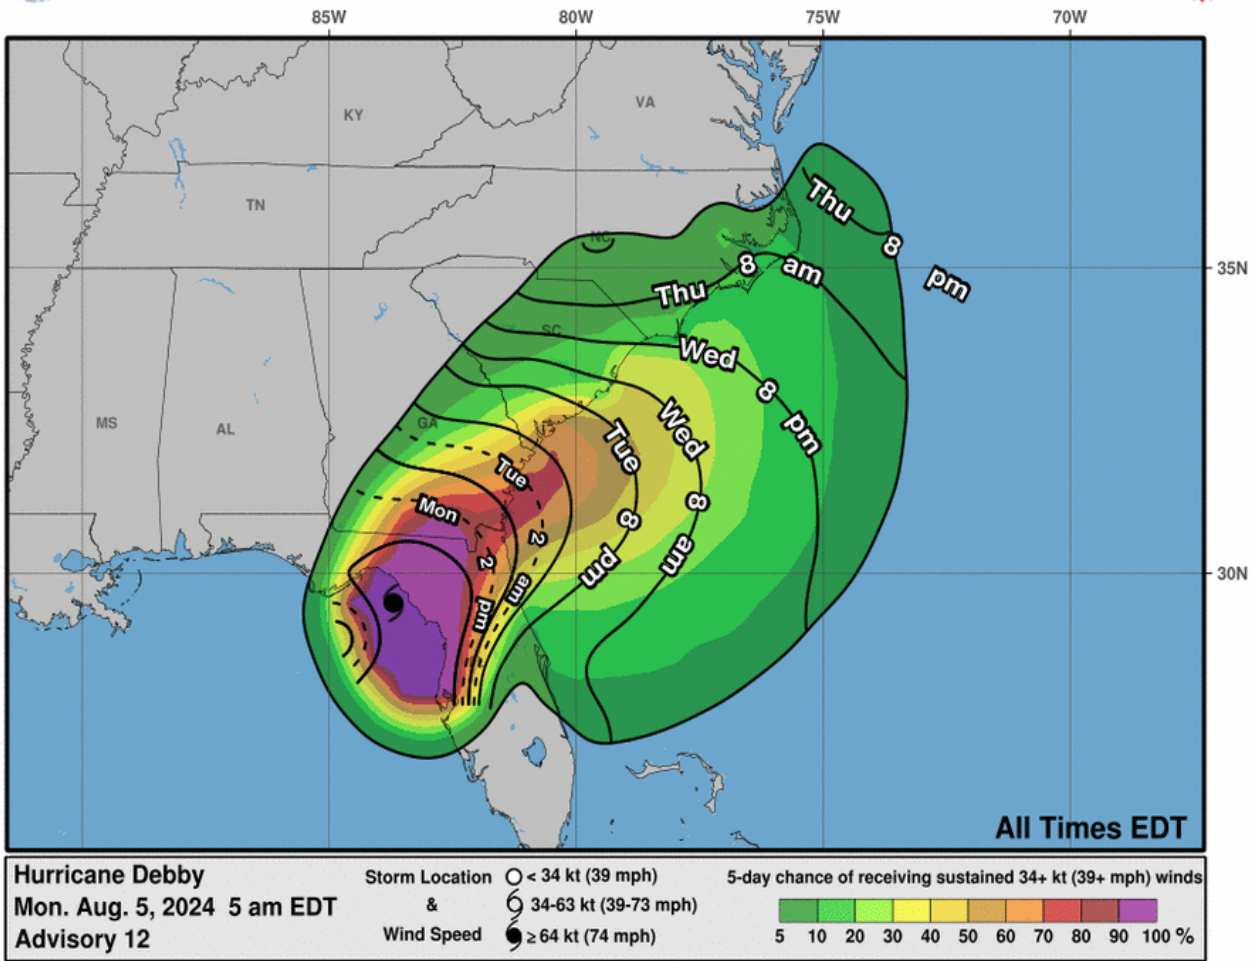 85W 80W 75W 70W
KY
VA
TN
NC
MS
AL
GA
SC
35N
30N
Thu
8
pm
Thu 8 am
Wed 8 pm
Wed 8 am
Tue 8 pm
Tue 2 am
Mon 2 pm
All Times EDT
Hurricane Debby
Mon. Aug. 5, 2024 5 am EDT
Advisory 12
Storm Location
&
Wind Speed
< 34 kt (39 mph)
34-63 kt (39-73 mph)
≥ 64 kt (74 mph)
5-day chance of receiving sustained 34+ kt (39+ mph) winds
5 10 20 30 40 50 60 70 80 90 100 %